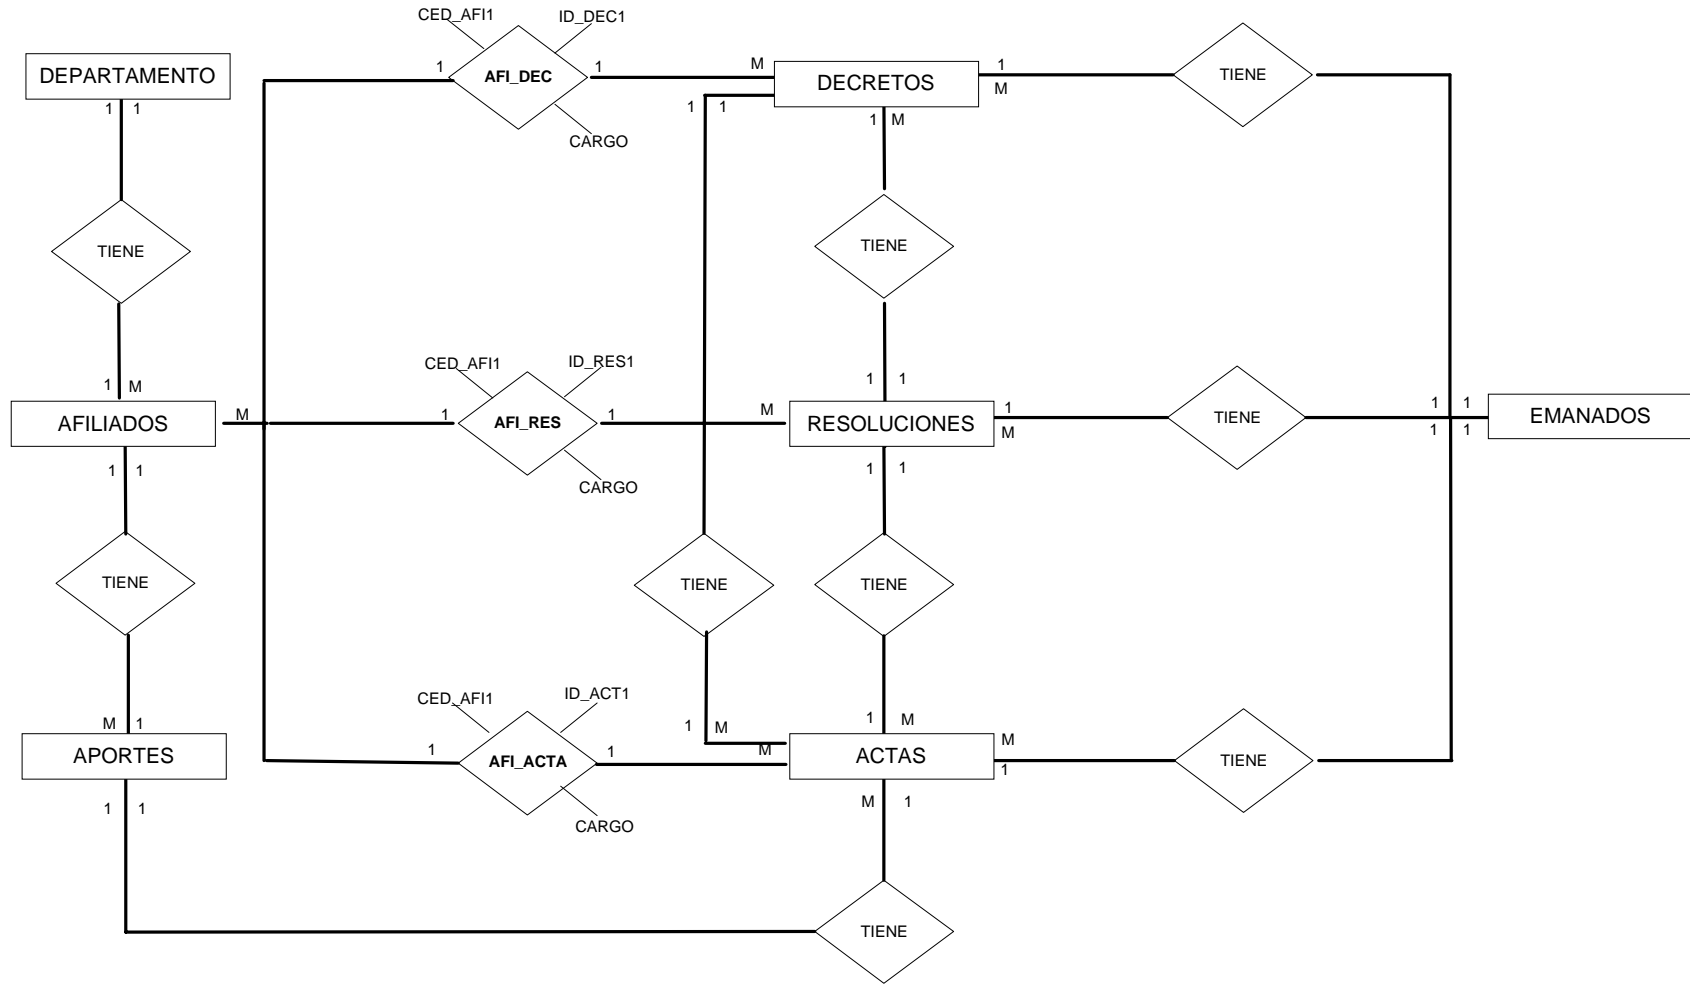 CED_AFI1 ID_DEC1
DEPARTAMENTO 1 AFI_DEC 1 M DECRETOS 1 TIENE
M
1 1 1 1 1 M
CARGO
TIENE TIENE
CED_AFI1 ID_RES1
1 M 1 1
AFILIADOS M 1 AFI_RES 1 M RESOLUCIONES 1 TIENE 1 1 EMANADOS
M 1 1
1 1 1 1
CARGO
TIENE TIENE TIENE
CED_AFI1 ID_ACT1
M 1 1 M 1 M
APORTES 1 AFI_ACTA 1 M ACTAS M TIENE
1
1 1 M 1
CARGO
TIENE